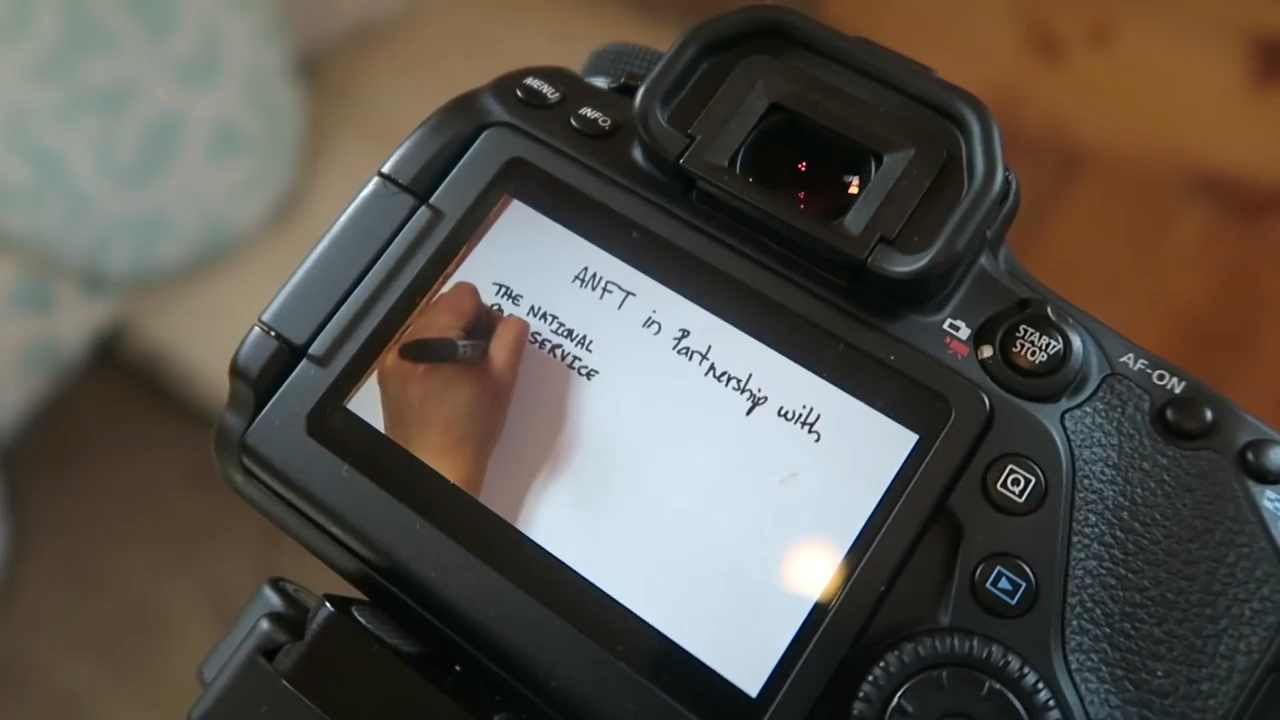 MENU
INFO.
ANFT in Partnership with
THE NATIONAL
SERVICE
START/
STOP
AF-ON
Q